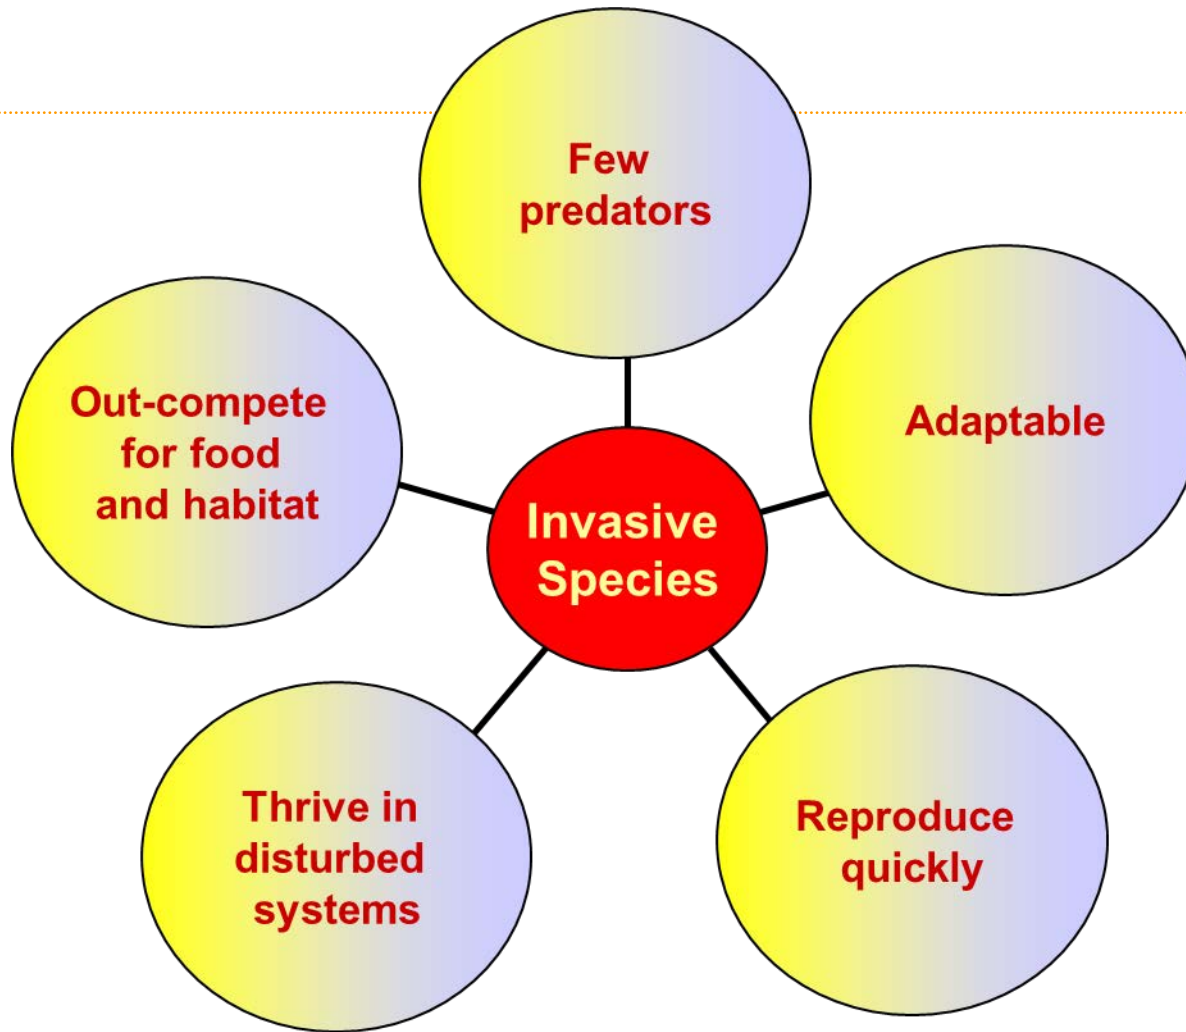 Few
predators
Adaptable
Out-compete
for food
and habitat
Invasive
Species
Thrive in
disturbed
systems
Reproduce
quickly